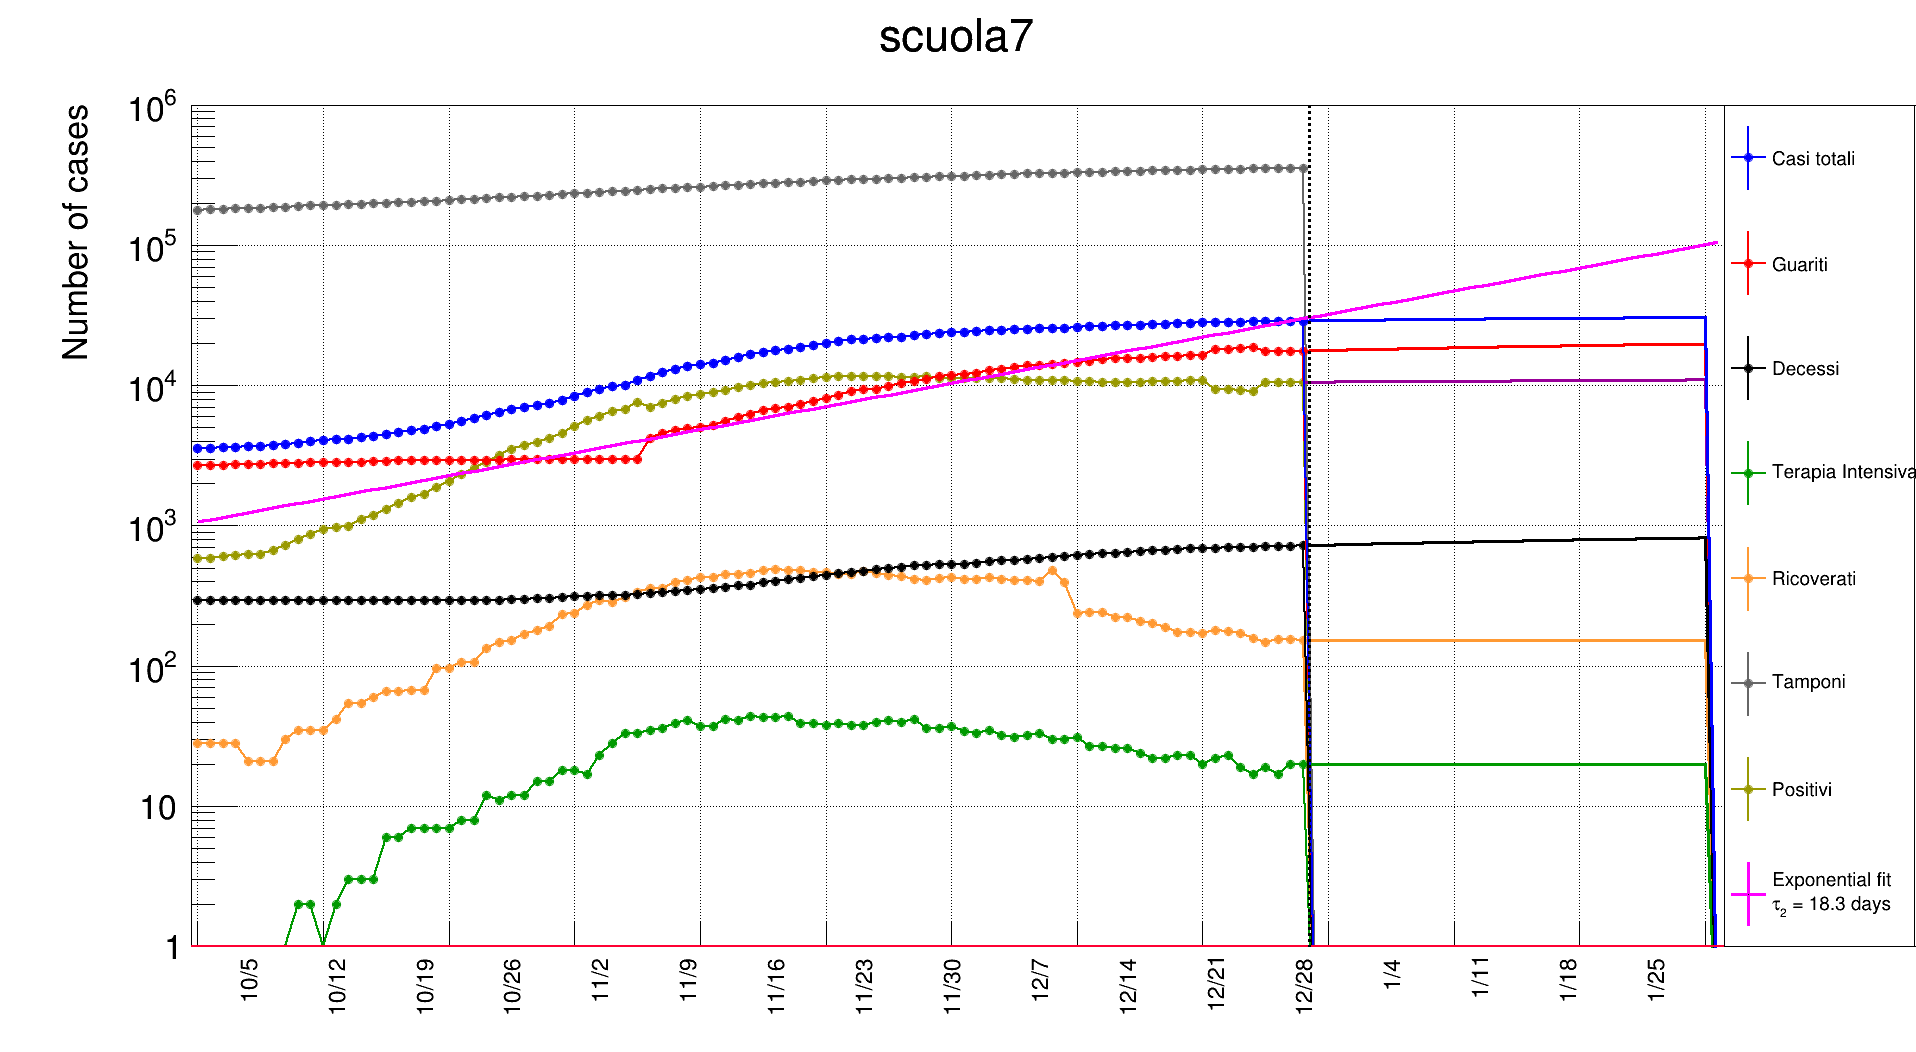 scuola7
Number of cases
10^6
10^5
10^4
10^3
10^2
10
1
10/5 10/12 10/19 10/26 11/2 11/9 11/16 11/23 11/30 12/7 12/14 12/21 12/28 1/4 1/11 1/18 1/25
Casi totali
Guariti
Decessi
Terapia Intensiva
Ricoverati
Tamponi
Positivi
Exponential fit
τ₂ = 18.3 days